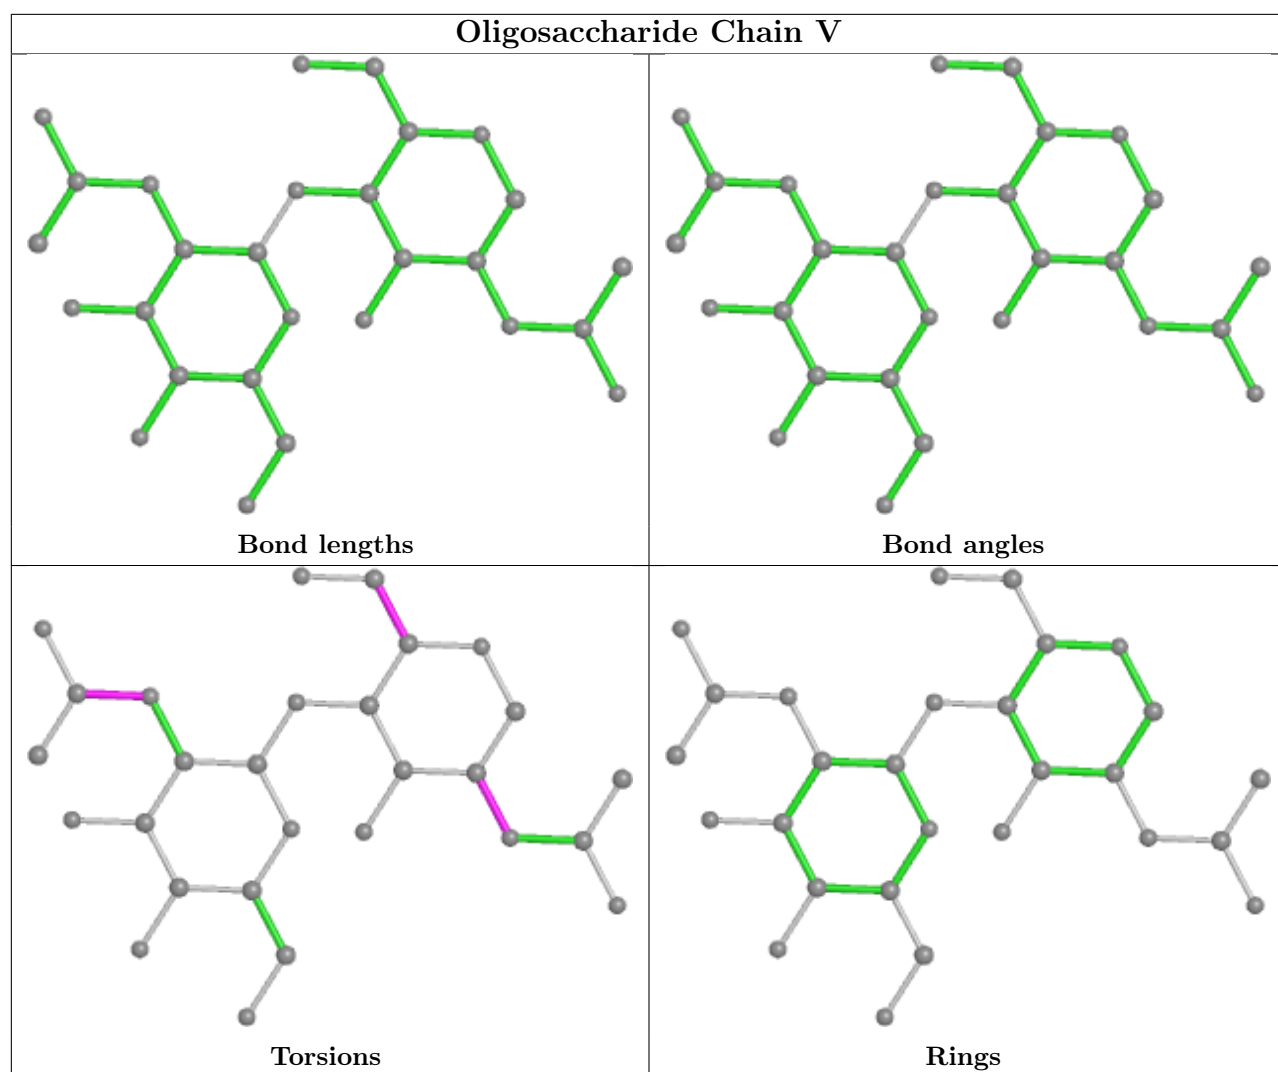 Oligosaccharide Chain V
Bond lengths
Bond angles
Torsions
Rings